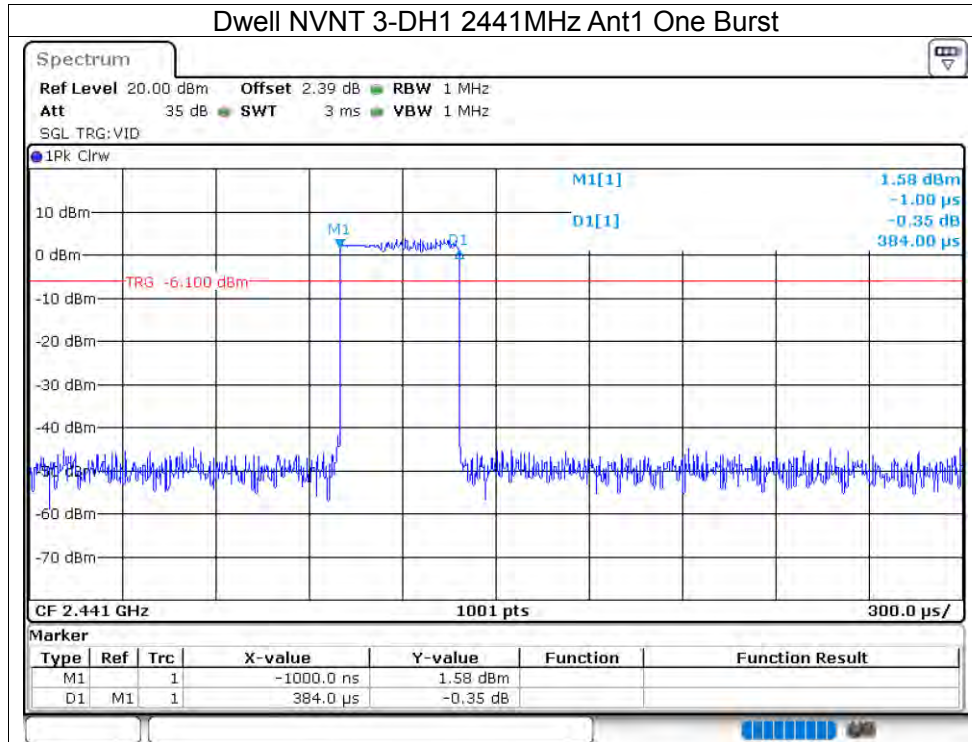 Dwell NVNT 3-DH1 2441MHz Ant1 One Burst
Spectrum
Ref Level 20.00 dBm Offset 2.39 dB RBW 1 MHz
Att 35 dB SWT 3 ms VBW 1 MHz
SGL TRG:VID
1Pk Clrw
M1[1] 1.58 dBm
-1.00 µs
D1[1] -0.35 dB
384.00 µs
10 dBm
M1
D1
0 dBm
TRG -6.100 dBm
-10 dBm
-20 dBm
-30 dBm
-40 dBm
-50 dBm
-60 dBm
-70 dBm
CF 2.441 GHz 1001 pts 300.0 µs/
Marker
Type Ref Trc X-value Y-value Function Function Result
M1 1 -1000.0 ns 1.58 dBm
D1 M1 1 384.0 µs -0.35 dB